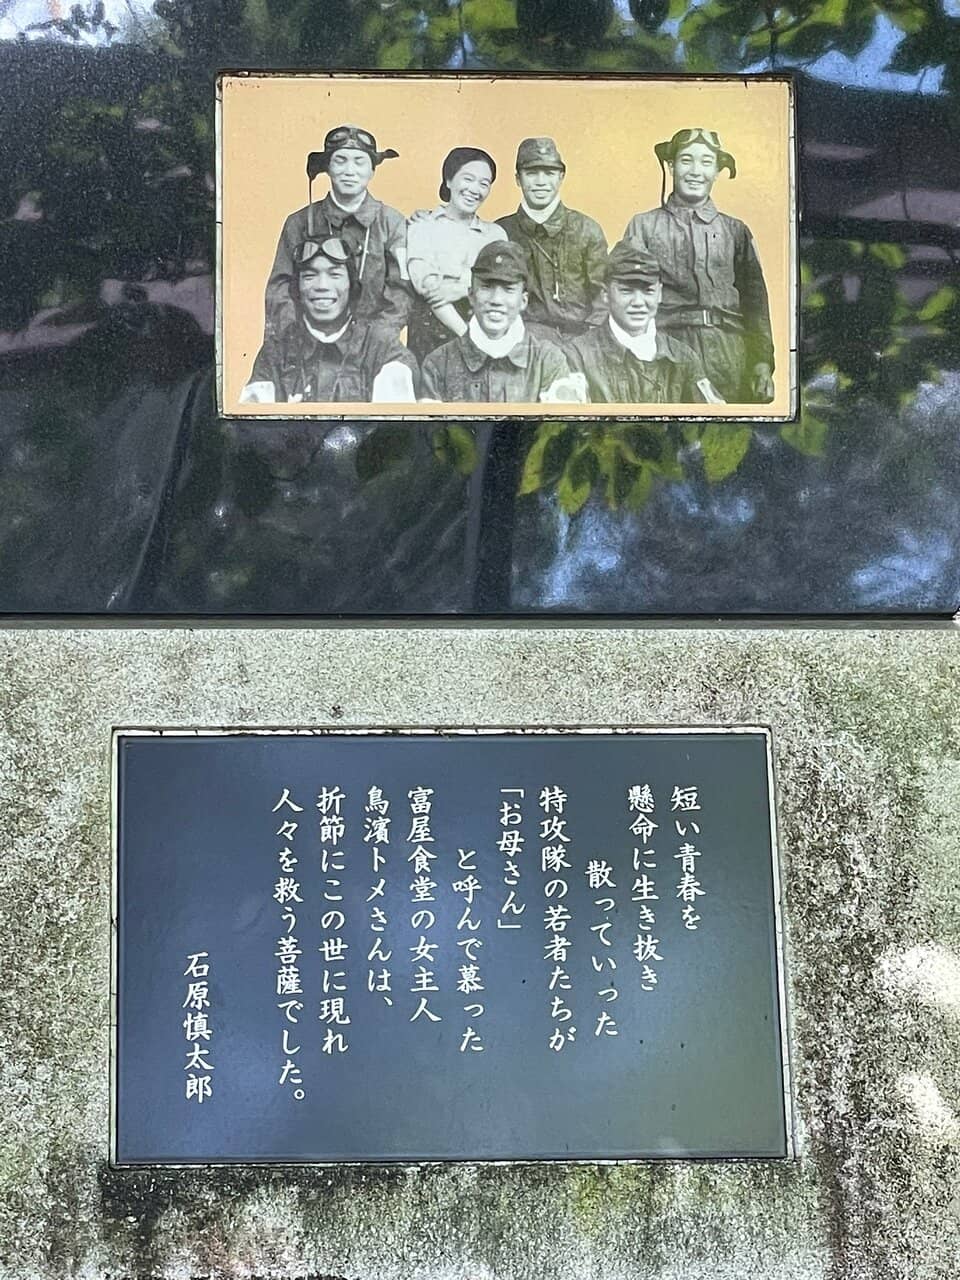 短い青春を
懸命に生き抜き
散っていった
特攻隊の若者たちが
「お母さん」
と呼んで慕った
富屋食堂の女主人
鳥濱トメさんは、
折節にこの世に現れ
人々を救う菩薩でした。
石原慎太郎